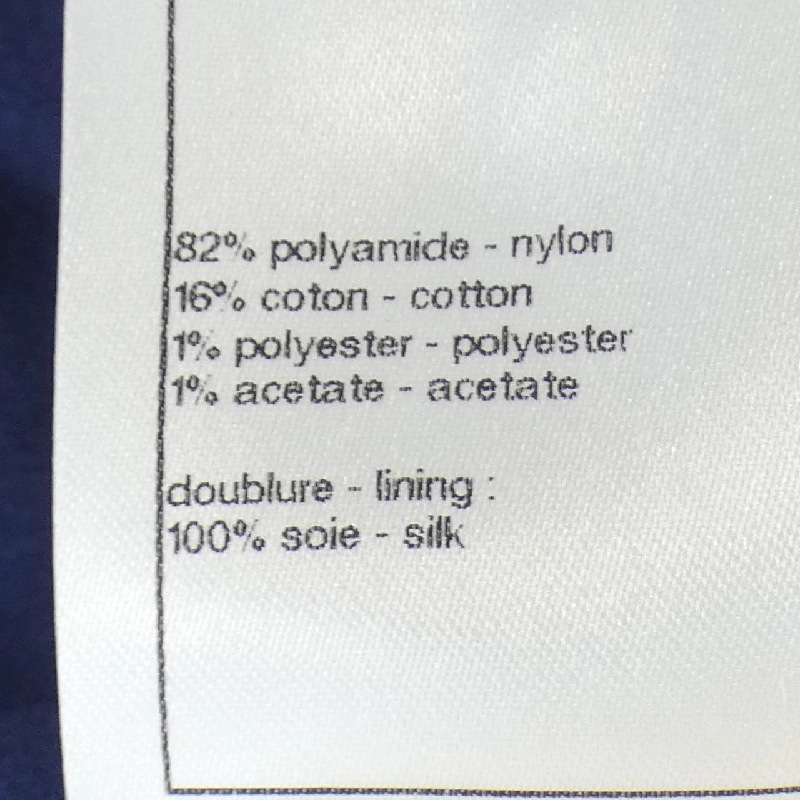 82% polyamide - nylon
16% coton - cotton
1% polyester - polyester
1% acetate - acetate
doublure - lining :
100% soie - silk